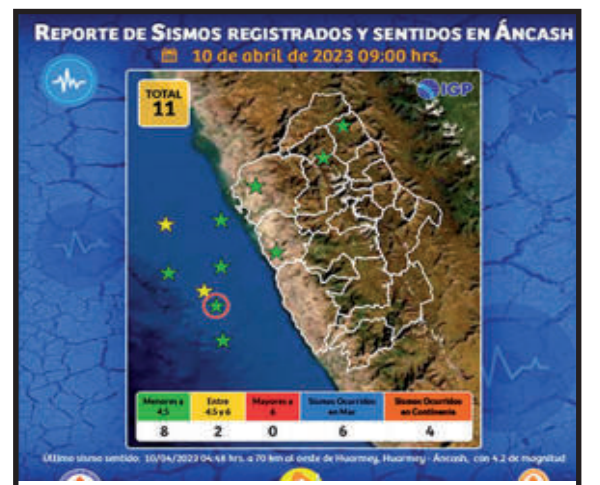 REPORTE DE SISMOS REGISTRADOS Y SENTIDOS EN ÁNCASH
10 de abril de 2023 09:00 hrs.
TOTAL
11
IGP
Menores a 4.5
Entre 4.5 y 6
Mayores a 6
Sismos Ocurridos en Mar
Sismos Ocurridos en Continente
8 2 0 6 4
Último sismo sentido: 10/04/2023 04:48 hrs. a 70 km al oeste de Huarmey, Huarmey - Áncash, con 4.2 de magnitud